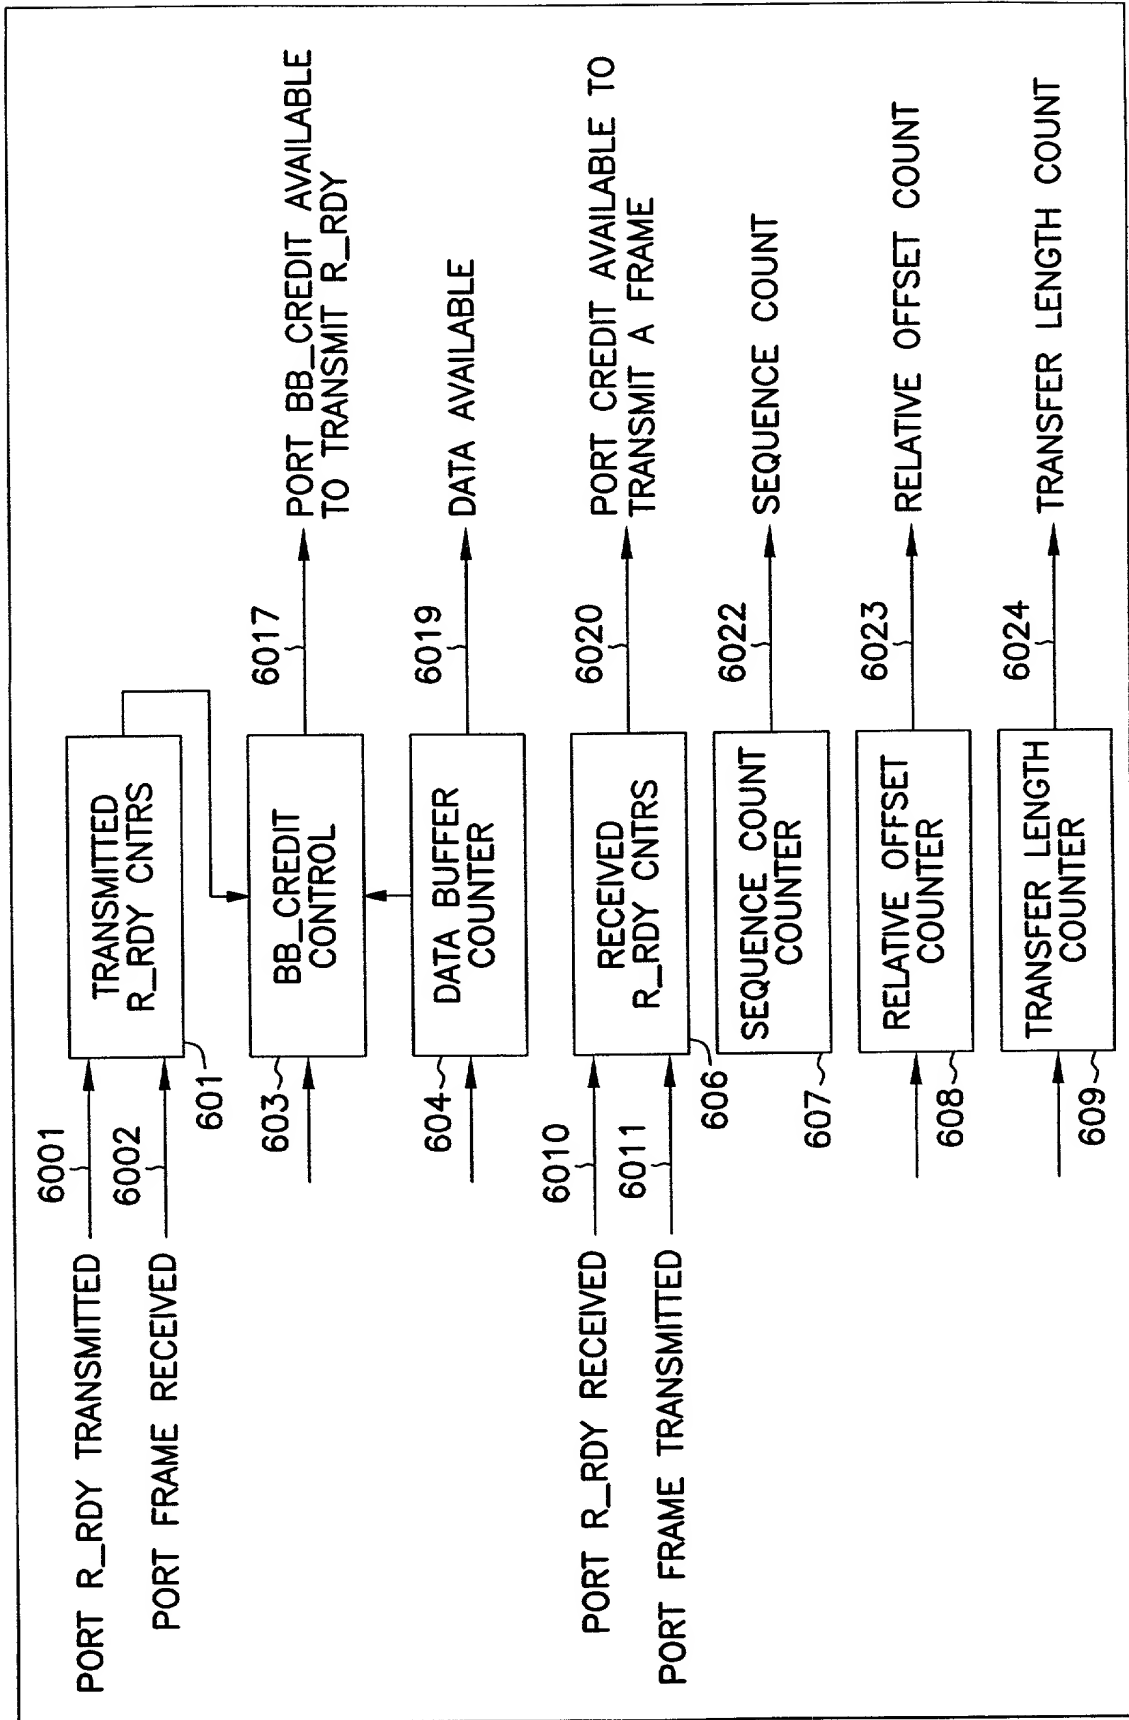 PORT R_RDY TRANSMITTED
6001
PORT FRAME RECEIVED
6002
TRANSMITTED
R_RDY CNTRS
601
603
BB_CREDIT
CONTROL
6017
PORT BB_CREDIT AVAILABLE
TO TRANSMIT R_RDY
604
DATA BUFFER
COUNTER
6019
DATA AVAILABLE
PORT R_RDY RECEIVED
6010
PORT FRAME TRANSMITTED
6011
RECEIVED
R_RDY CNTRS
606
6020
PORT CREDIT AVAILABLE TO
TRANSMIT A FRAME
607
SEQUENCE COUNT
COUNTER
6022
SEQUENCE COUNT
608
RELATIVE OFFSET
COUNTER
6023
RELATIVE OFFSET COUNT
609
TRANSFER LENGTH
COUNTER
6024
TRANSFER LENGTH COUNT